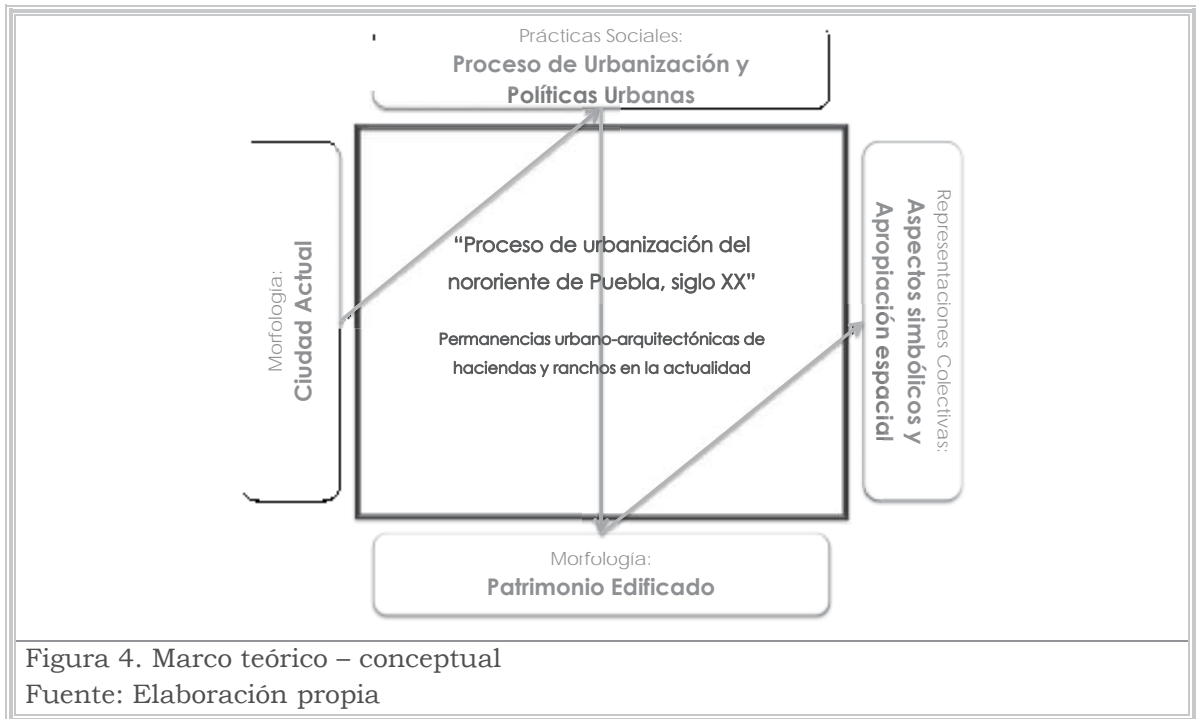 Prácticas Sociales:
Proceso de Urbanización y
Políticas Urbanas
Morfología:
Ciudad Actual
“Proceso de urbanización del
nororiente de Puebla, siglo XX”
Permanencias urbano-arquitectónicas de
haciendas y ranchos en la actualidad
Representaciones Colectivas:
Aspectos simbólicos y
Apropiación espacial
Morfología:
Patrimonio Edificado
Figura 4. Marco teórico – conceptual
Fuente: Elaboración propia